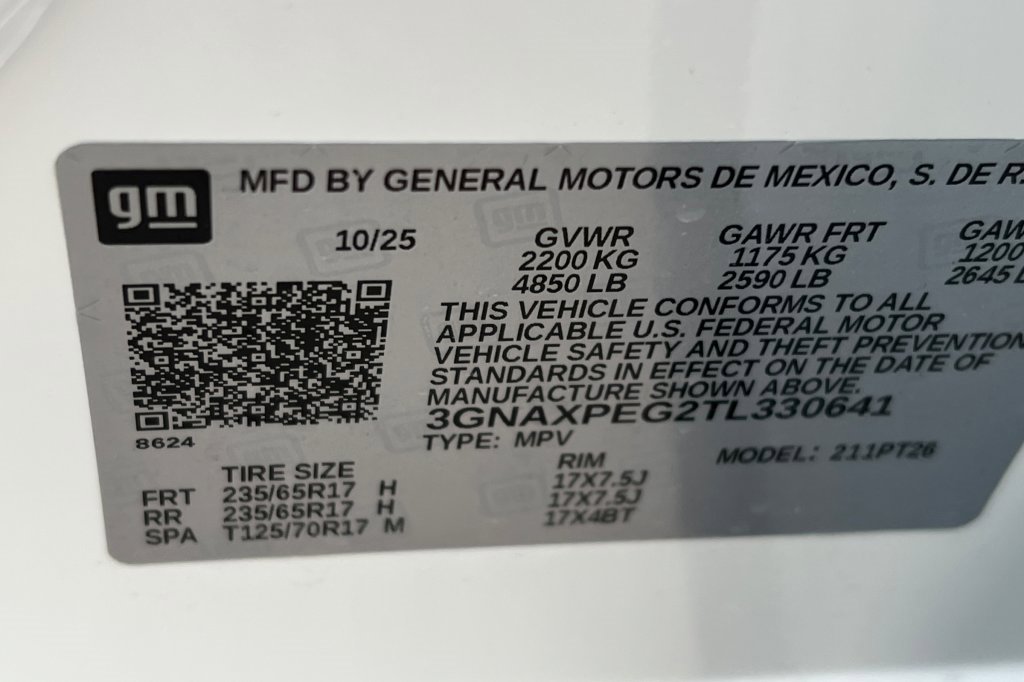 gm
MFD BY GENERAL MOTORS DE MEXICO, S. DE R
10/25
GVWR GAWR FRT GAW
2200 KG 1175 KG 1200
4850 LB 2590 LB 2645 L
THIS VEHICLE CONFORMS TO ALL
APPLICABLE U.S. FEDERAL MOTOR
VEHICLE SAFETY AND THEFT PREVENTION
STANDARDS IN EFFECT ON THE DATE OF
MANUFACTURE SHOWN ABOVE.
3GNAXPEG2TL330641
8624
TYPE: MPV MODEL: 211PT26
TIRE SIZE RIM
FRT 235/65R17 H 17X7.5J
RR 235/65R17 H 17X7.5J
SPA T125/70R17 M 17X4BT